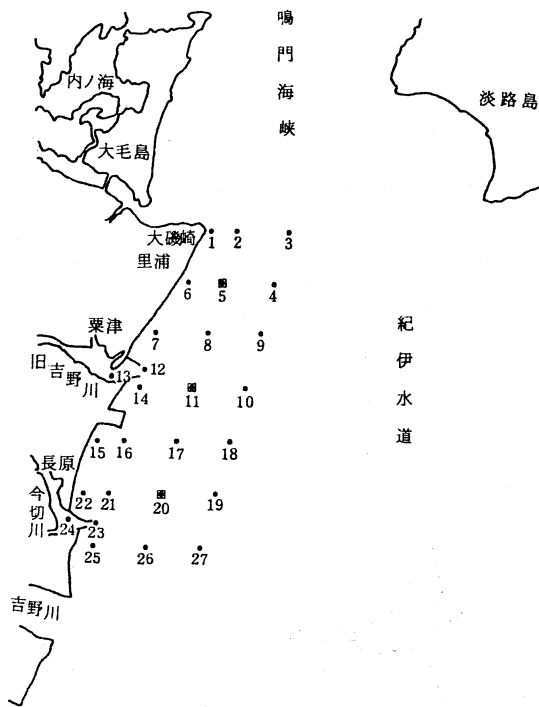 鳴門海峡
内ノ海
淡路島
大毛島
大磯崎
1 2 3
里浦
6 5 4
紀伊水道
粟津
7 8 9
旧吉野川
13 12
14 11 10
15 16 17 18
長原
今切川
22 21 20 19
24 23
25 26 27
吉野川